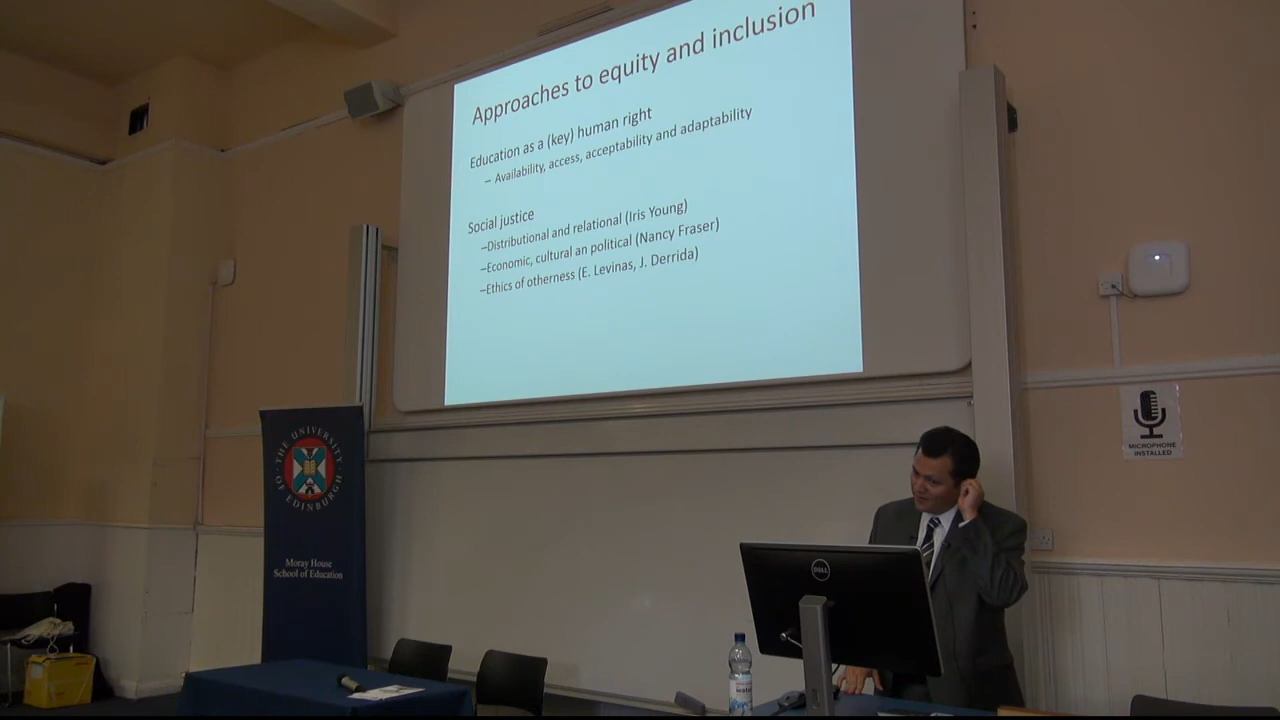 Approaches to equity and inclusion
Education as a (key) human right
– Availability, access, acceptability and adaptability
Social justice
–Distributional and relational (Iris Young)
–Economic, cultural an political (Nancy Fraser)
–Ethics of otherness (E. Levinas, J. Derrida)
THE UNIVERSITY OF EDINBURGH
Moray House
School of Education
MICROPHONE
INSTALLED
DELL